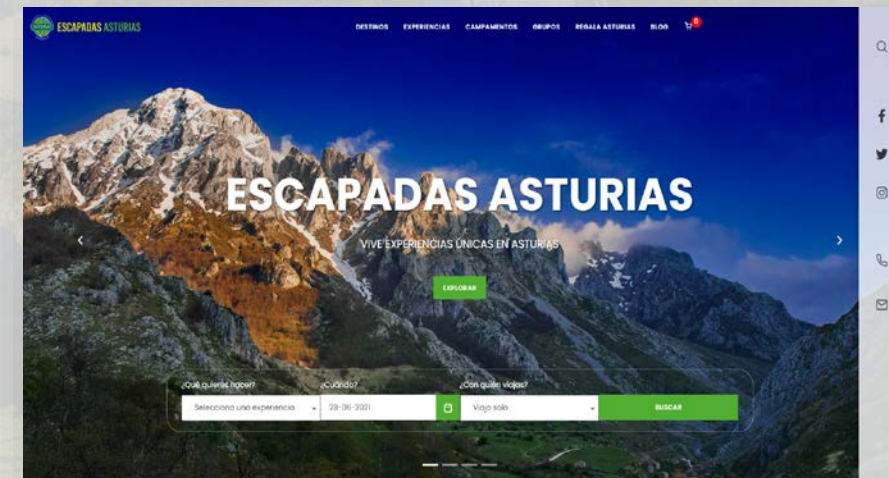 ESCAPADAS ASTURIAS
DESTINOS EXPERIENCIAS CAMPAMENTOS GRUPOS REGALA ASTURIAS BLOG 0
ESCAPADAS ASTURIAS
VIVE EXPERIENCIAS ÚNICAS EN ASTURIAS
EXPLORAR
¿Qué quieres hacer? ¿Cuándo? ¿Con quién viajas?
Selecciona una experiencia 28-06-2021 Viajo solo BUSCAR